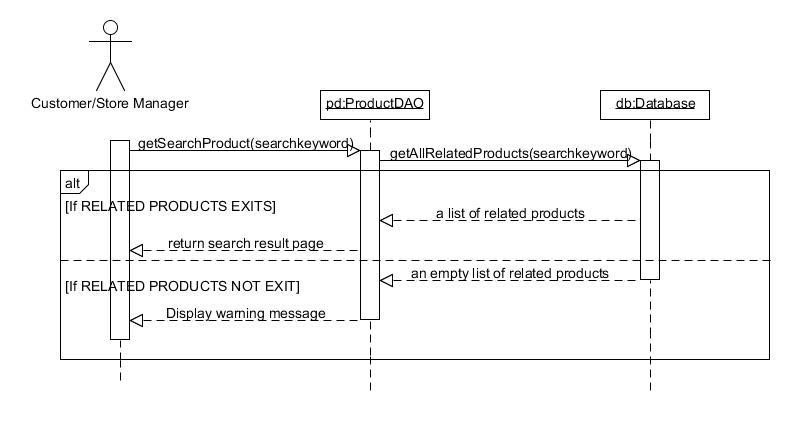 Customer/Store Manager
pd:ProductDAO
db:Database
getSearchProduct(searchkeyword)
getAllRelatedProducts(searchkeyword)
alt
[If RELATED PRODUCTS EXITS]
a list of related products
return search result page
an empty list of related products
[If RELATED PRODUCTS NOT EXIT]
Display warning message